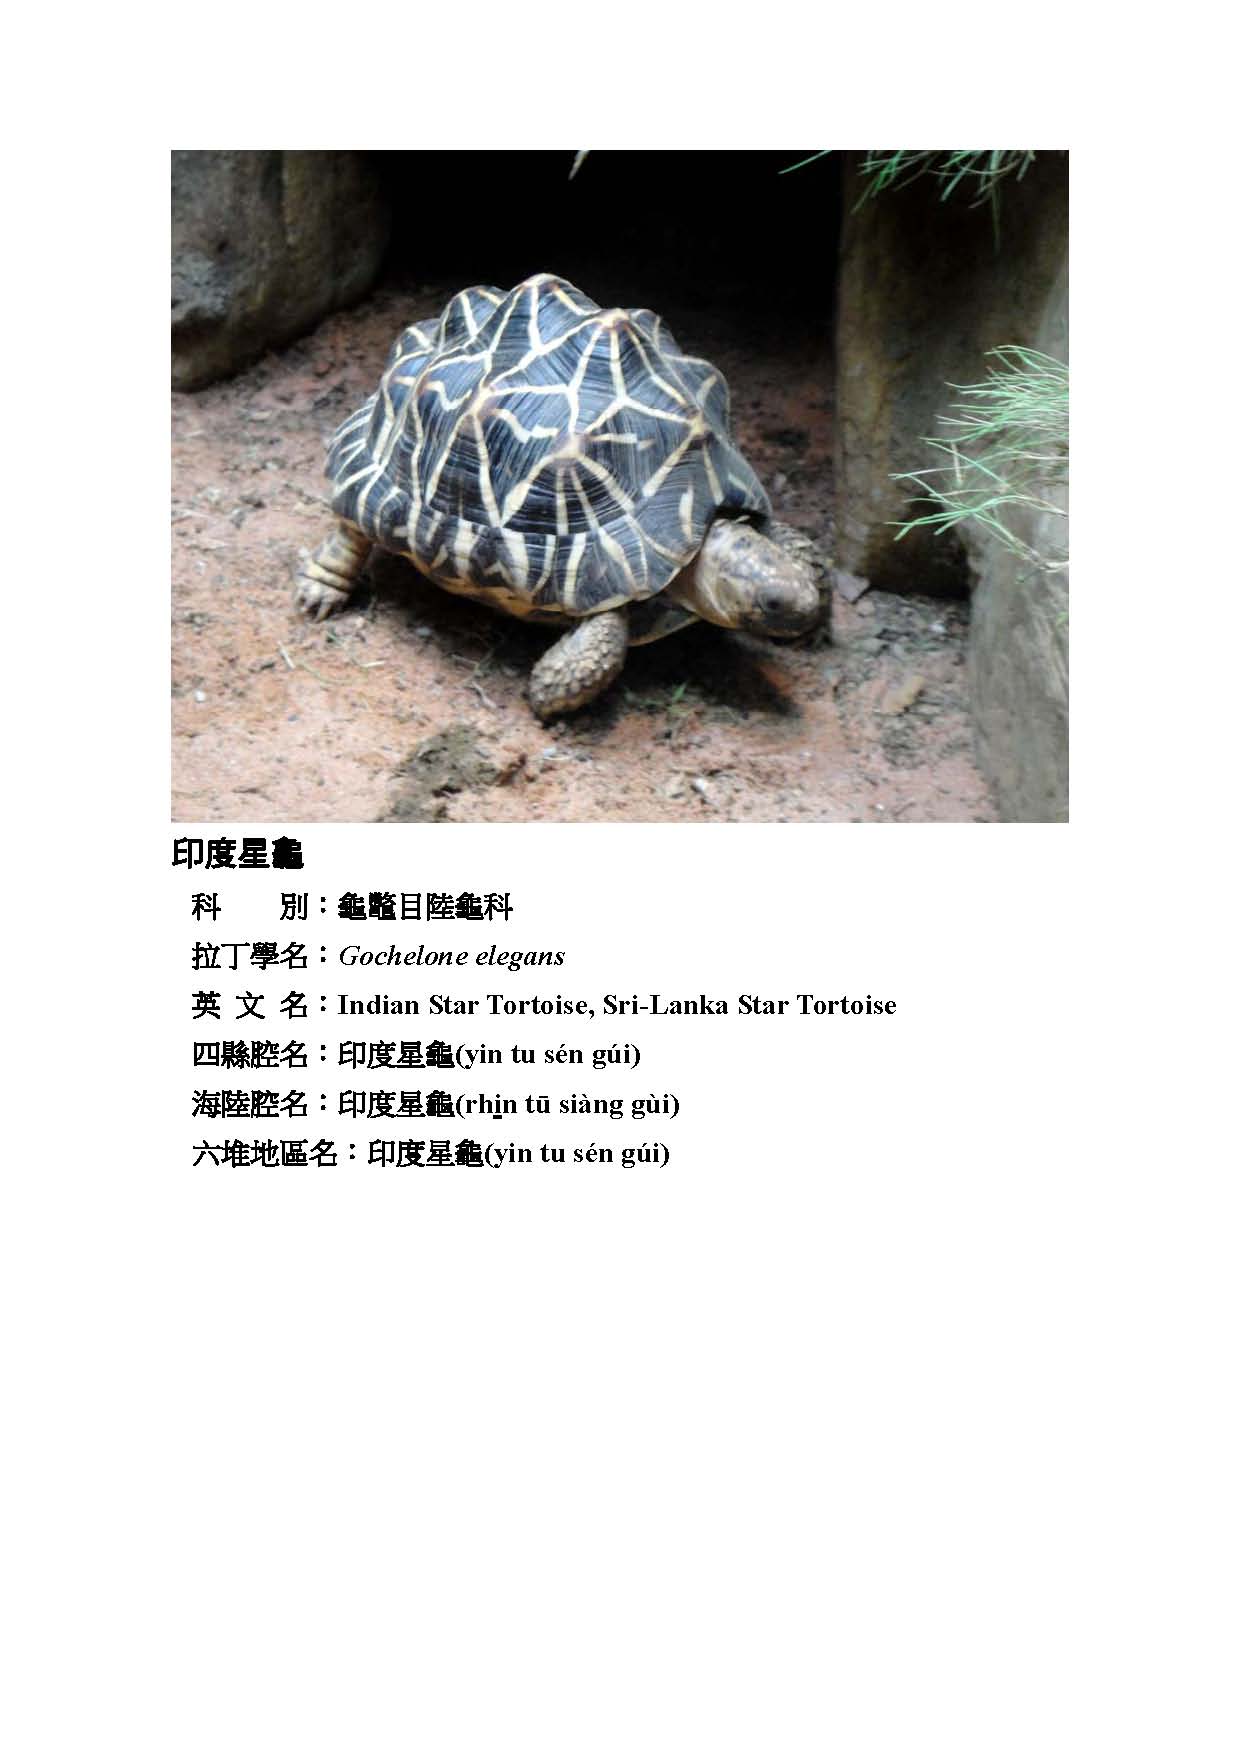 印度星龜
科　　別：龜鱉目陸龜科
拉丁學名：Gochelone elegans
英 文 名：Indian Star Tortoise, Sri-Lanka Star Tortoise
四縣腔名：印度星龜(yin tu sén gúi)
海陸腔名：印度星龜(rhin tū siàng gùi)
六堆地區名：印度星龜(yin tu sén gúi)